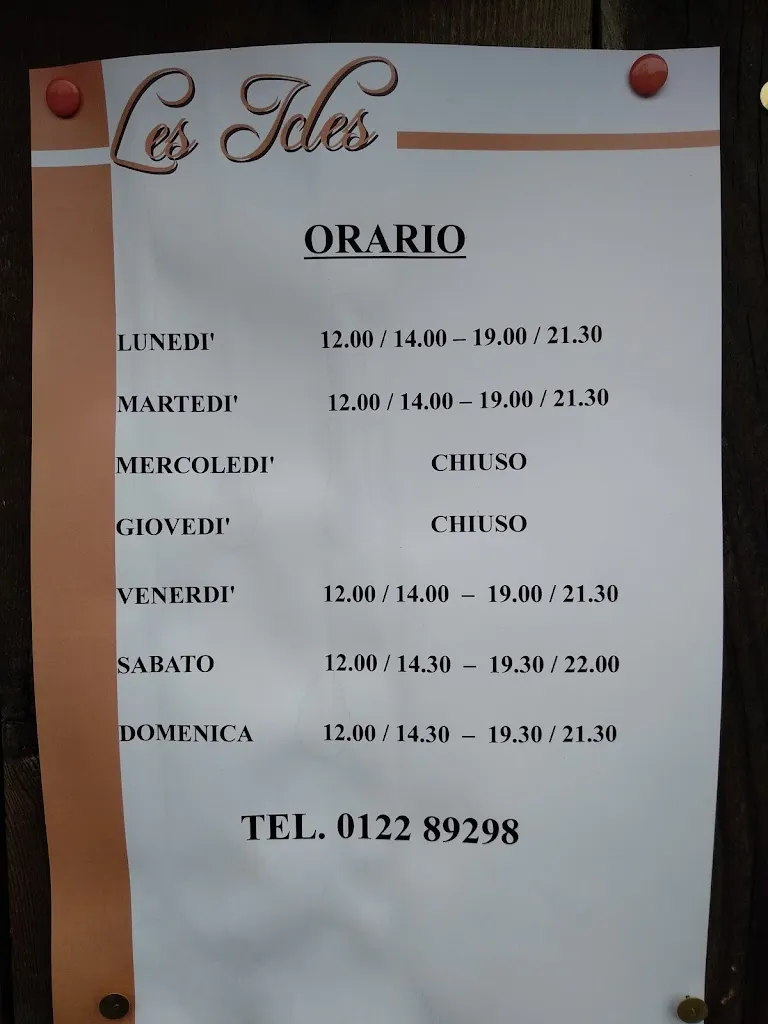 Les Icles
ORARIO
LUNEDI' 12.00 / 14.00 – 19.00 / 21.30
MARTEDI' 12.00 / 14.00 – 19.00 / 21.30
MERCOLEDI' CHIUSO
GIOVEDI' CHIUSO
VENERDI' 12.00 / 14.00 – 19.00 / 21.30
SABATO 12.00 / 14.30 – 19.30 / 22.00
DOMENICA 12.00 / 14.30 – 19.30 / 21.30
TEL. 0122 89298